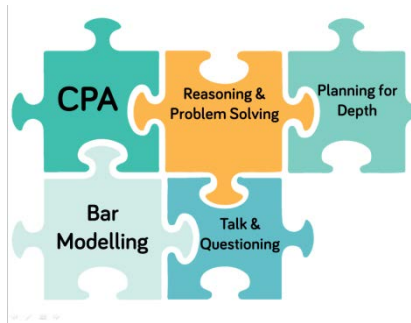 CPA
Reasoning &
Problem Solving
Planning for
Depth
Bar
Modelling
Talk &
Questioning